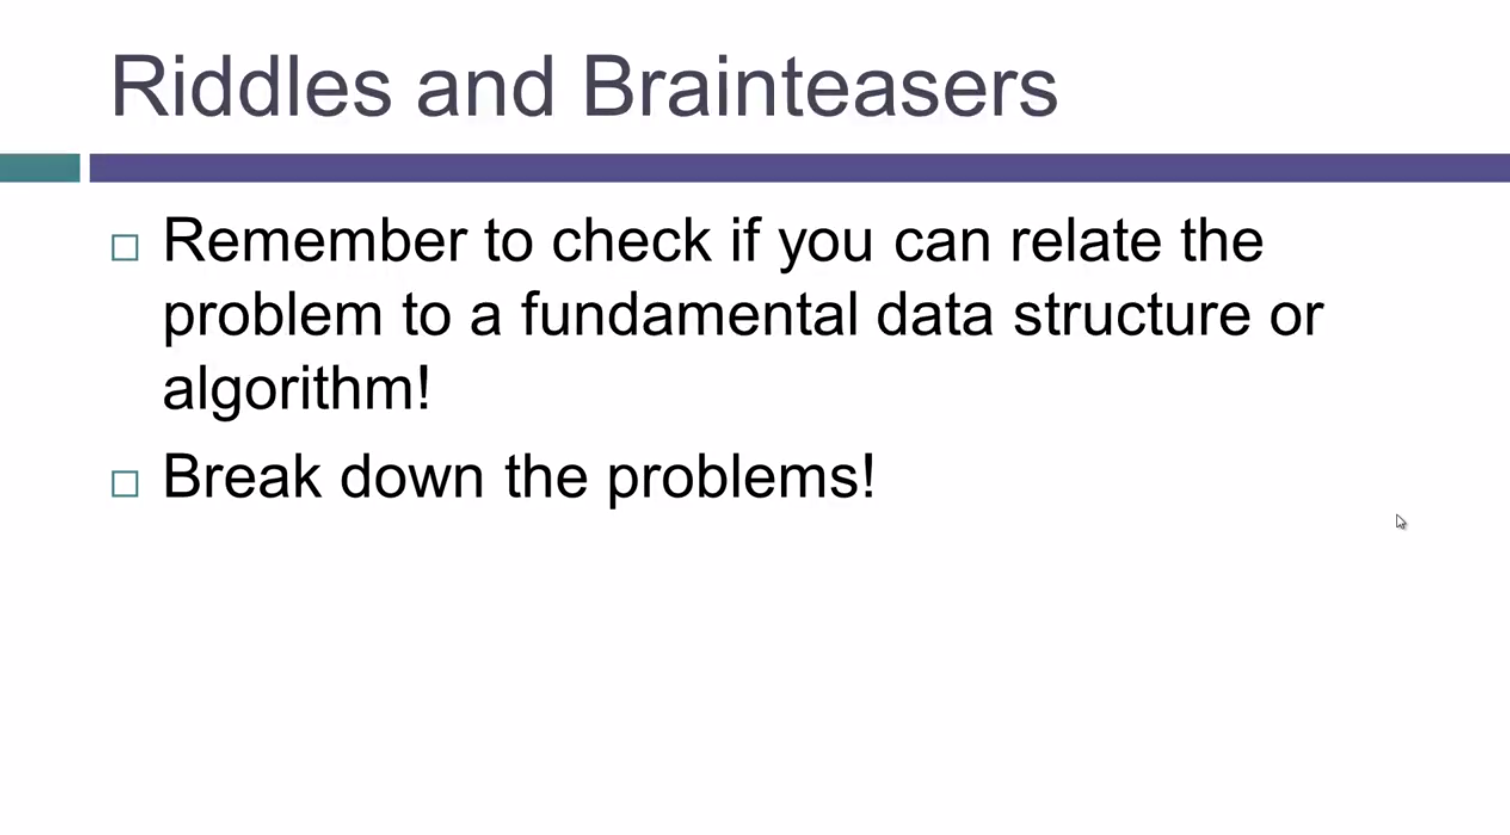 Riddles and Brainteasers
Remember to check if you can relate the
problem to a fundamental data structure or
algorithm!
Break down the problems!